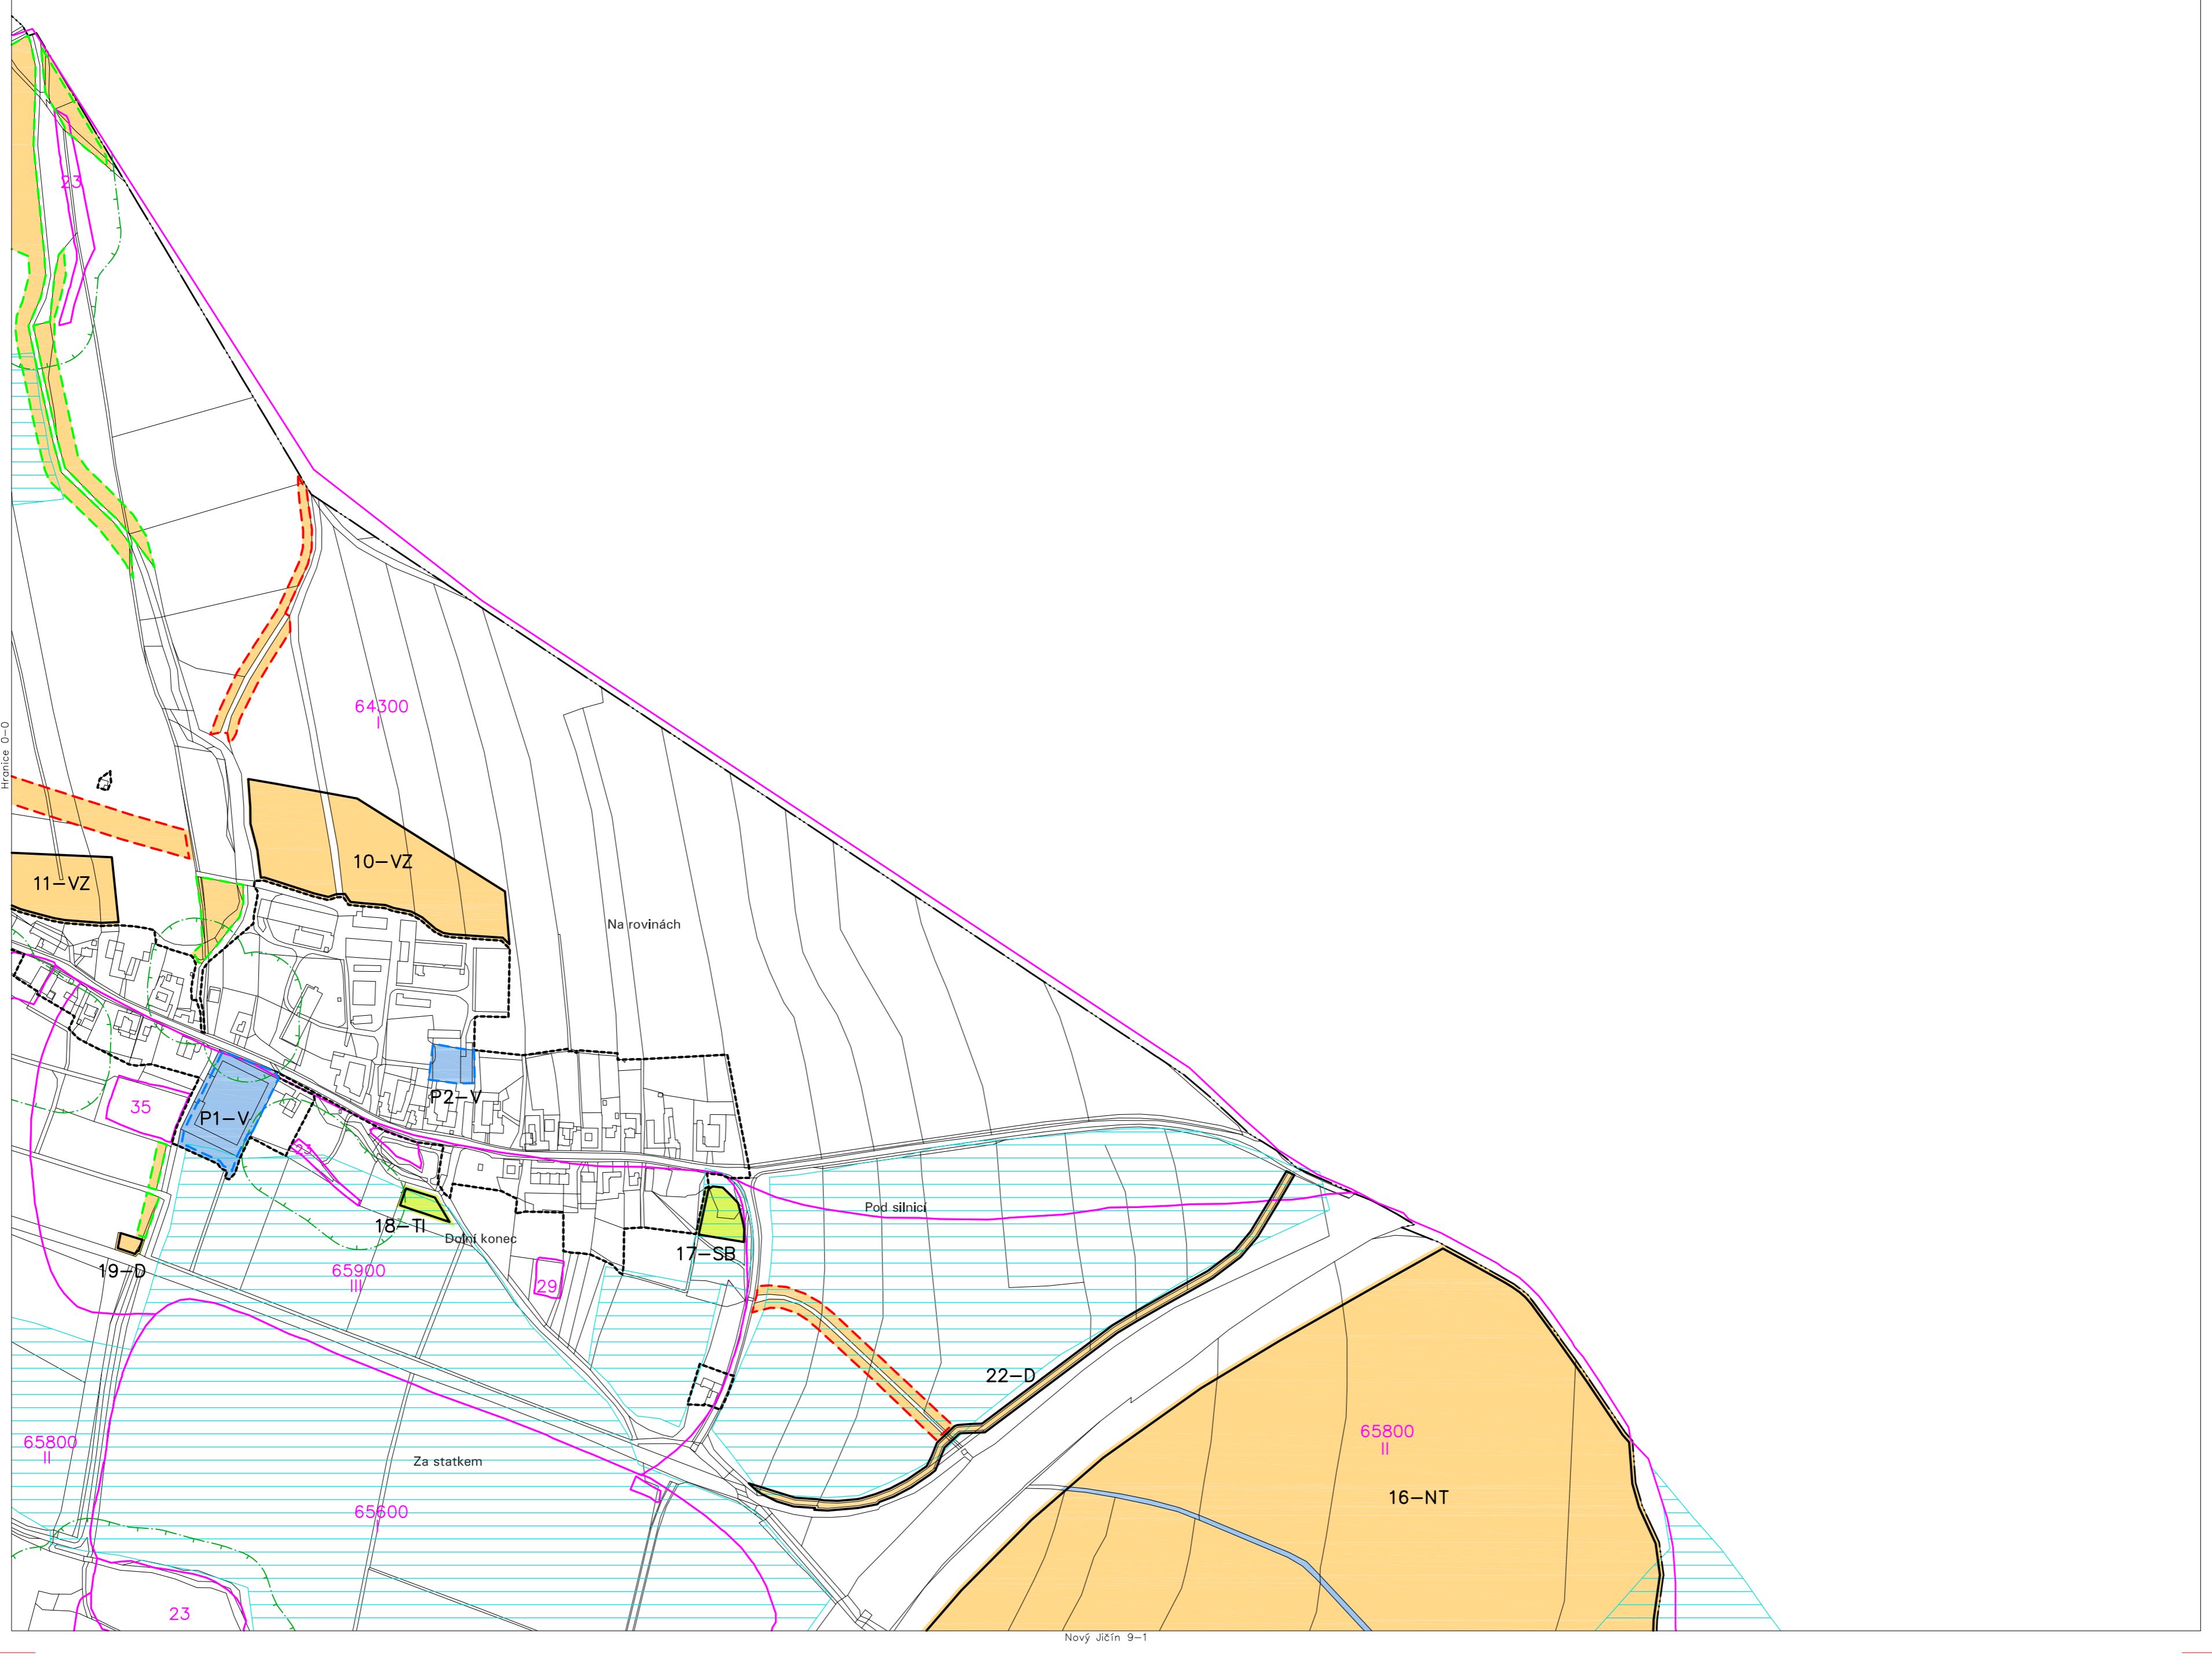 23
64300
I
Hranice 0-0
10-VZ
11-VZ
Na rovinách
P2-V
35
P1-V
23
Pod silnicí
18-TI
Dolní konec
17-SB
19-D
65900
III
29
22-D
65800
II
65800
II
Za statkem
16-NT
65600
I
23
Nový Jičín 9-1